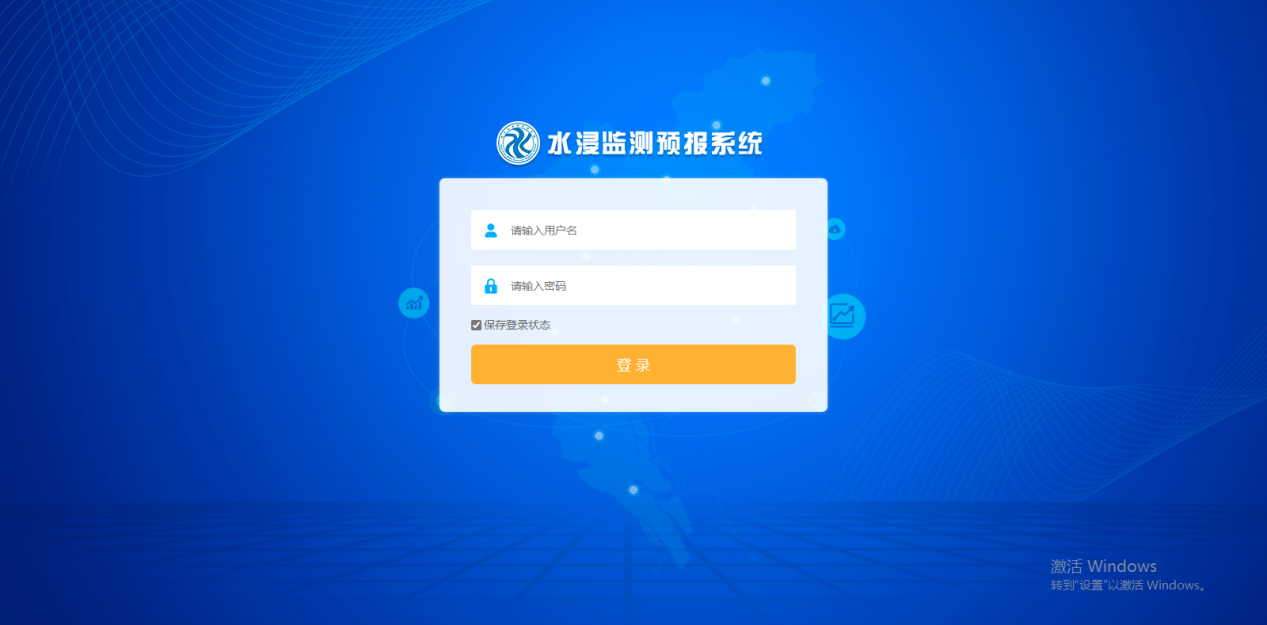 水浸监测预报系统
请输入用户名
请输入密码
保存登录状态
登 录
激活 Windows
转到"设置"以激活 Windows。